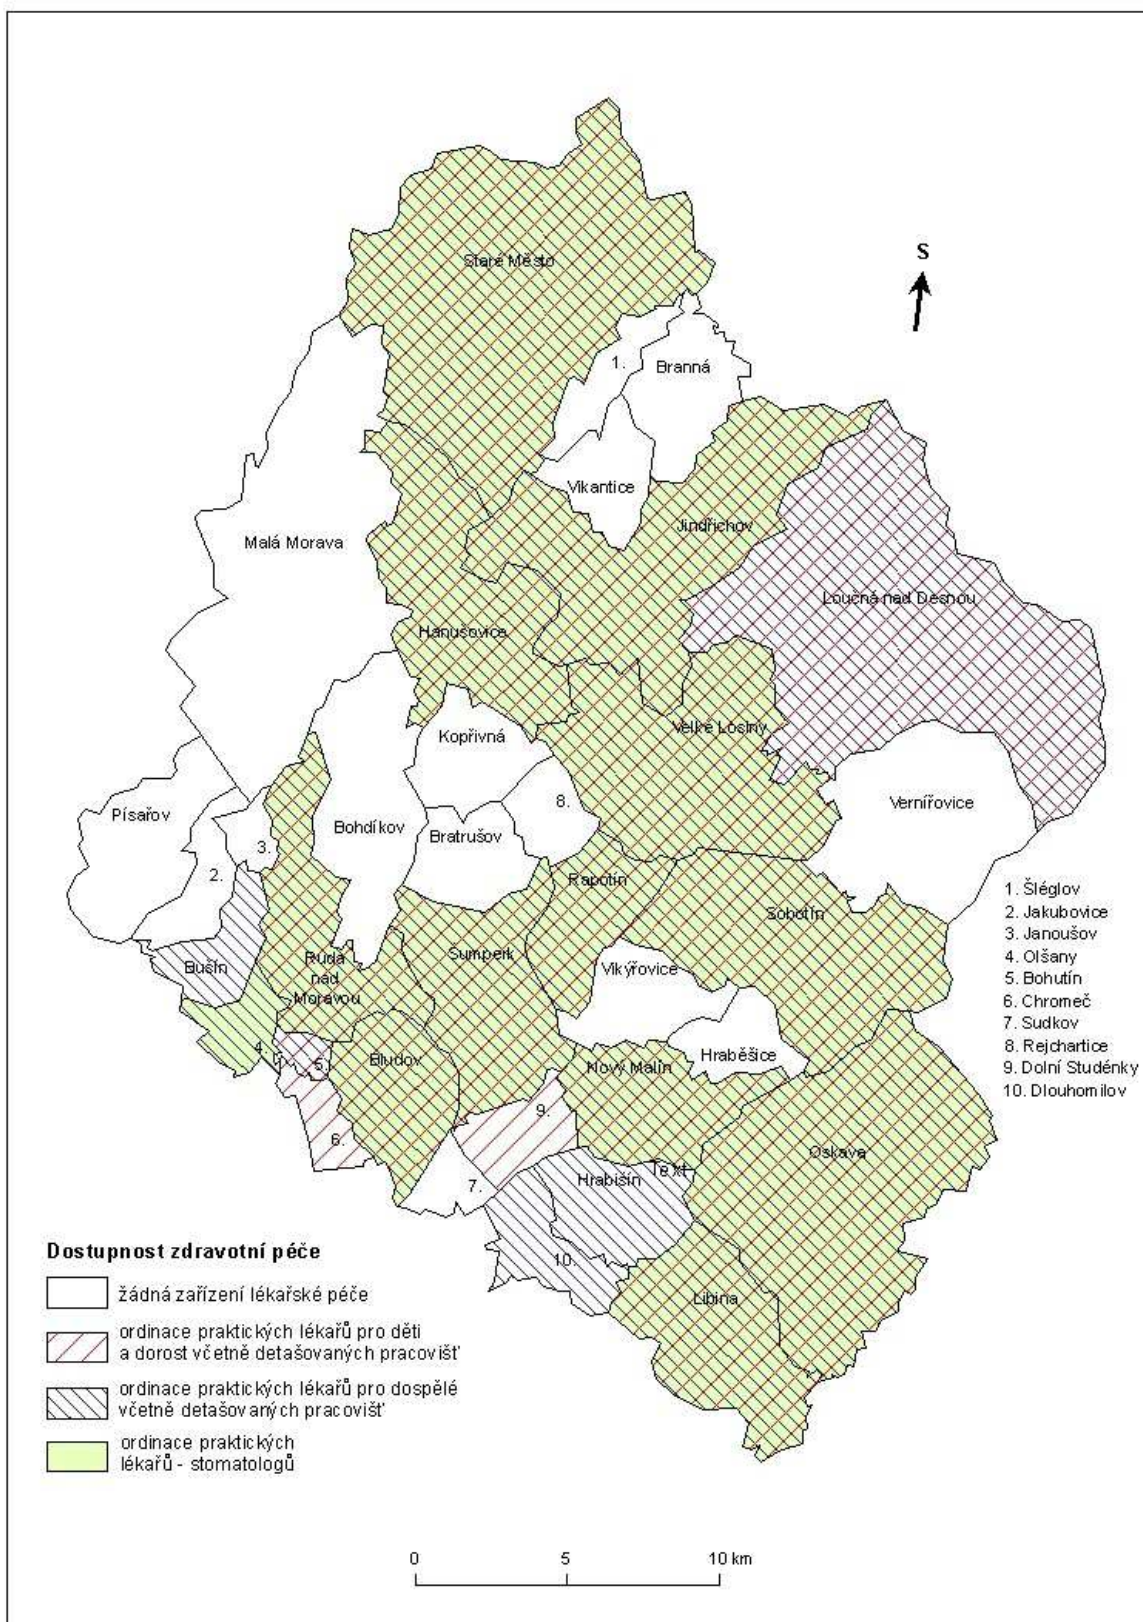 Staré Město
S
1.
Branná
Vikantice
Jindřichov
Malá Morava
Loučná nad Desnou
Hanušovice
Velké Losiny
Kopřivná
Písařov
8.
Vernířovice
Bohdíkov
Bratrušov
3.
2.
Rapotín
Sobotín
1. Šléglov
2. Jakubovice
3. Janoušov
4. Olšany
5. Bohutín
6. Chromeč
7. Sudkov
8. Rejchartice
9. Dolní Studénky
10. Dlouhomilov
Bušín
Ruda
nad
Moravou
Šumperk
Vikýřovice
4.
5.
Bludov
Nový Malín
Hraběšice
9.
6.
Oskava
7.
Hrabišín
Text
10.
Libina
Dostupnost zdravotní péče
žádná zařízení lékařské péče
ordinace praktických lékařů pro děti
a dorost včetně detašovaných pracovišť
ordinace praktických lékařů pro dospělé
včetně detašovaných pracovišť
ordinace praktických
lékařů - stomatologů
0 5 10 km